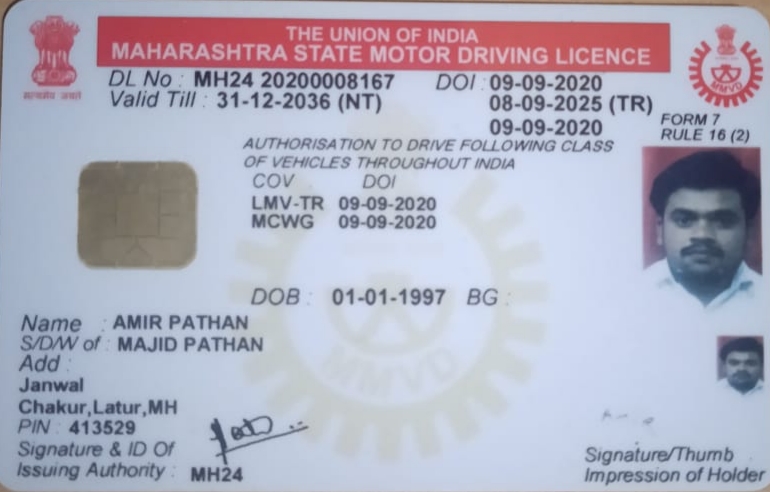 THE UNION OF INDIA
MAHARASHTRA STATE MOTOR DRIVING LICENCE
DL No : MH24 20200008167 DOI : 09-09-2020
Valid Till : 31-12-2036 (NT) 08-09-2025 (TR)
09-09-2020
FORM 7
RULE 16 (2)
AUTHORISATION TO DRIVE FOLLOWING CLASS
OF VEHICLES THROUGHOUT INDIA
COV DOI
LMV-TR 09-09-2020
MCWG 09-09-2020
DOB : 01-01-1997 BG :
Name : AMIR PATHAN
S/D/W of : MAJID PATHAN
Add :
Janwal
Chakur,Latur,MH
PIN : 413529
Signature & ID Of
Issuing Authority : MH24
Signature/Thumb
Impression of Holder
सत्यमेव जयते
MMVD
MMVD